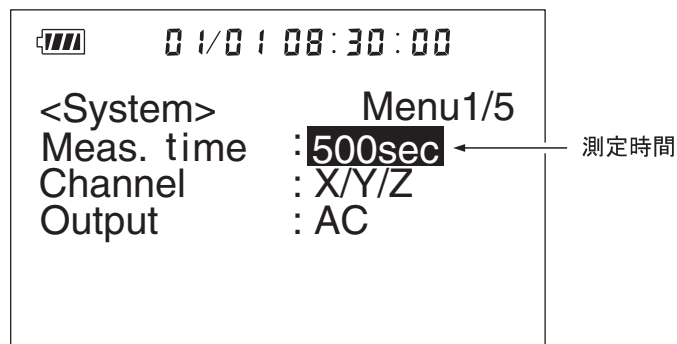 01/01 08:30:00
<System> Menu1/5
Meas. time : 500sec
測定時間
Channel : X/Y/Z
Output : AC